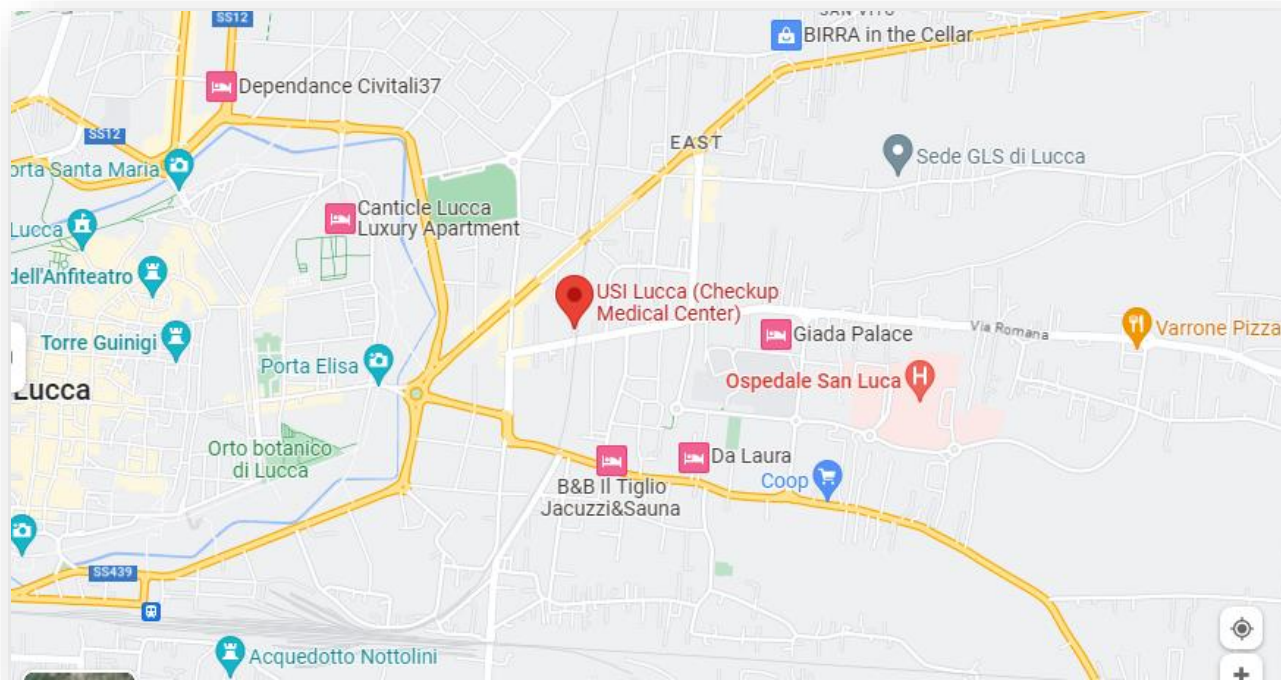 SS12
SAN VITO
BIRRA in the Cellar
Dependance Civitali37
SS12
EAST
Sede GLS di Lucca
orta Santa Maria
Canticle Lucca
Luxury Apartment
Lucca
dell'Anfiteatro
USI Lucca (Checkup
Medical Center)
Torre Guinigi
Giada Palace
Via Romana
Varrone Pizza
Porta Elisa
Ospedale San Luca
H
Lucca
Orto botanico
di Lucca
Da Laura
B&B Il Tiglio
Jacuzzi&Sauna
Coop
SS439
Acquedotto Nottolini
+